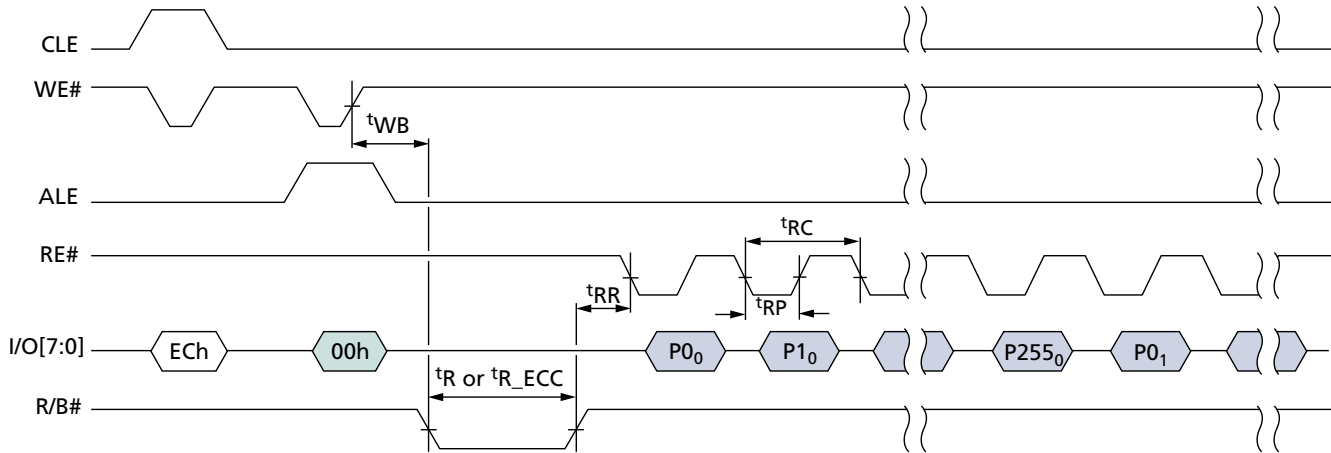 CLE
WE#
tWB
ALE
RE#
tRC
tRR
tRP
I/O[7:0]
ECh
00h
P0₀
P1₀
P255₀
P0₁
tR or tR_ECC
R/B#